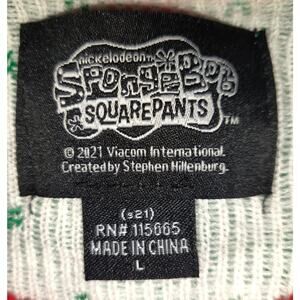 nickelodeon
SpongeBob
SQUAREPANTS
TM
© 2021 Viacom International.
Created by Stephen Hillenburg.
(s21)
RN# 115665
MADE IN CHINA
L